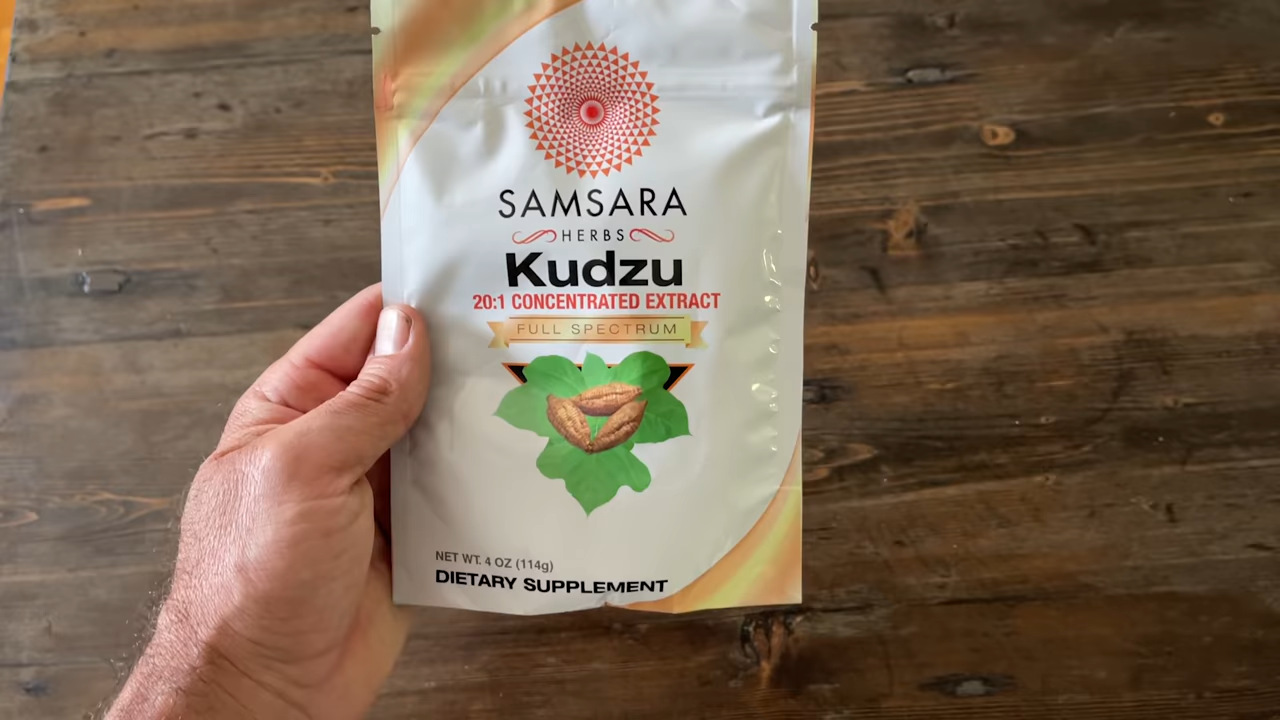 SAMSARA
HERBS
Kudzu
20:1 CONCENTRATED EXTRACT
FULL SPECTRUM
NET WT. 4 OZ (114g)
DIETARY SUPPLEMENT